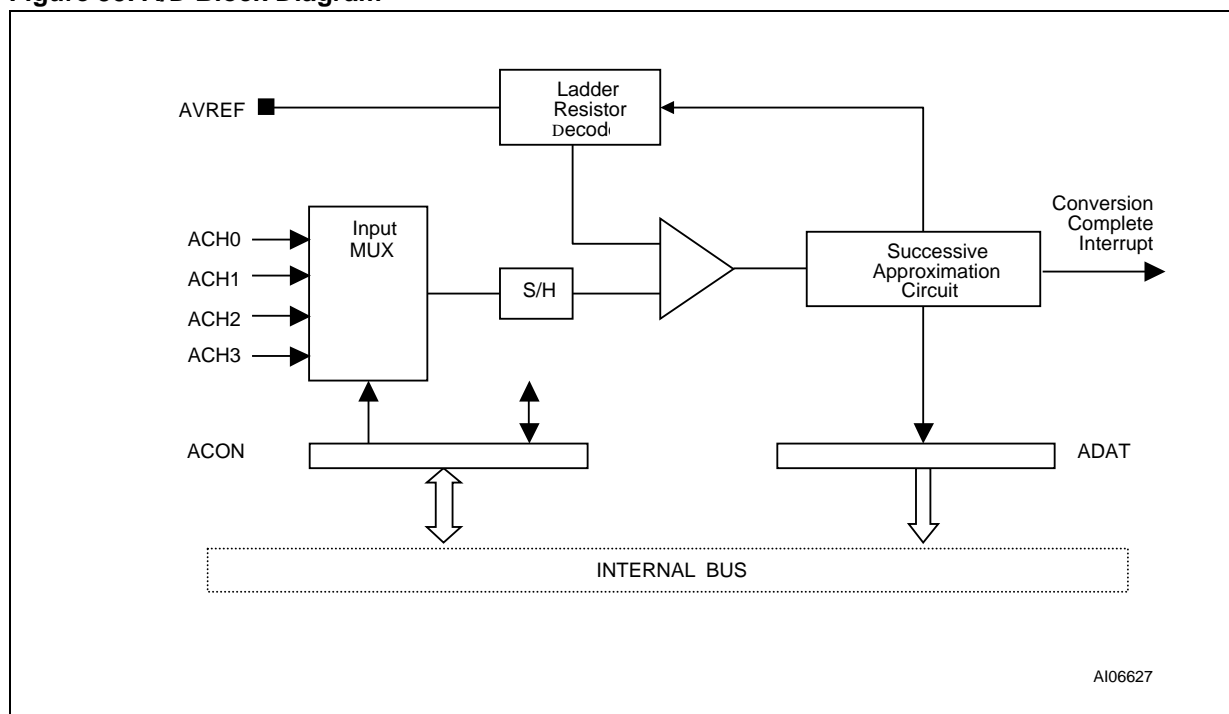 AVREF
Ladder
Resistor
Decod
ACH0
ACH1
ACH2
ACH3
Input
MUX
S/H
Successive
Approximation
Circuit
Conversion
Complete
Interrupt
ACON
ADAT
INTERNAL BUS
AI06627